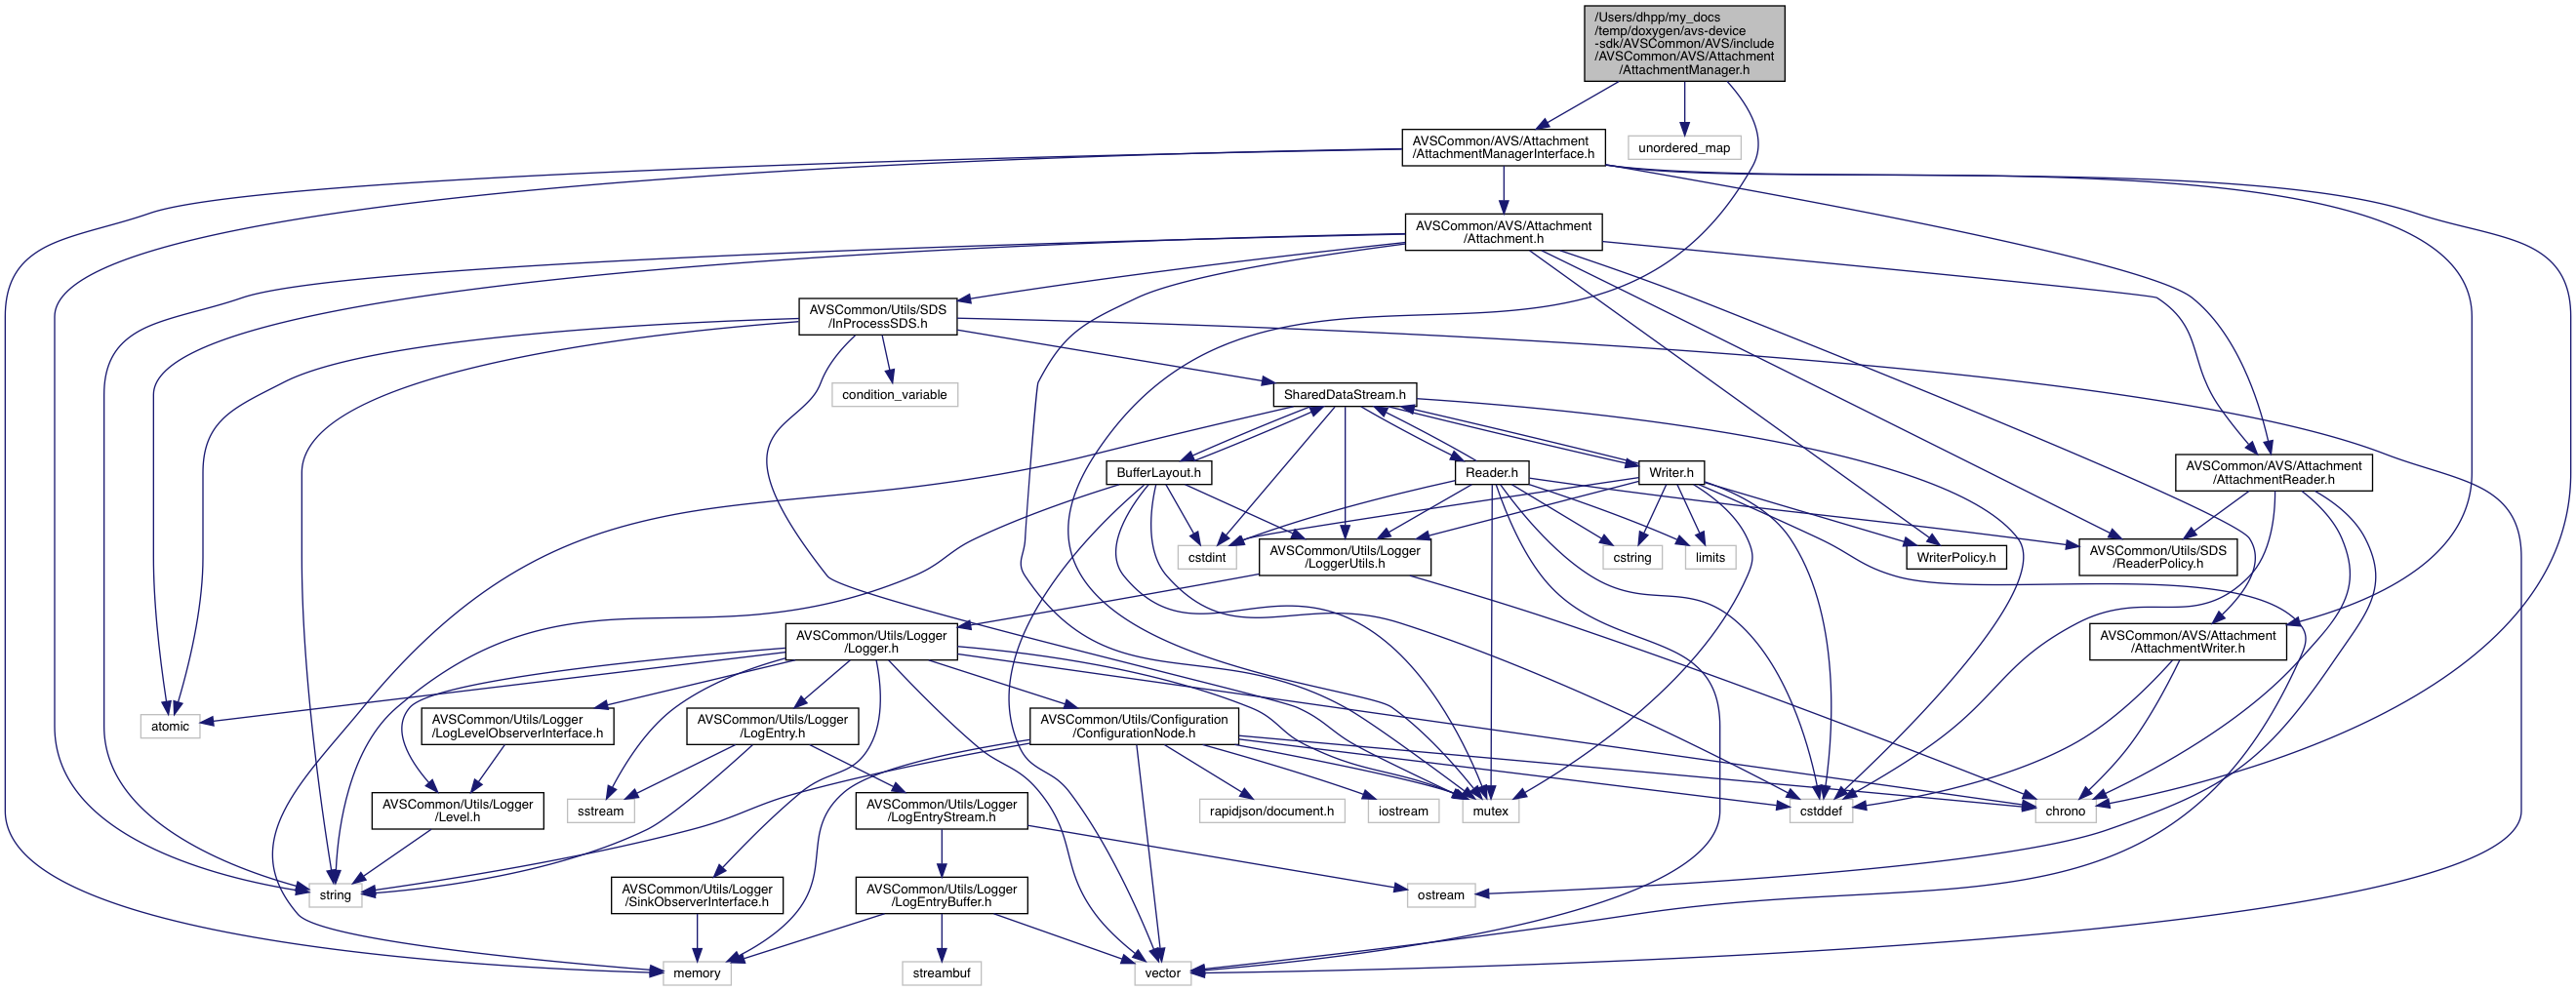 /Users/dhpp/my_docs
/temp/doxygen/avs-device
-sdk/AVSCommon/AVS/include
/AVSCommon/AVS/Attachment
/AttachmentManager.h
AVSCommon/AVS/Attachment
/AttachmentManagerInterface.h
unordered_map
AVSCommon/AVS/Attachment
/Attachment.h
AVSCommon/Utils/SDS
/InProcessSDS.h
condition_variable
SharedDataStream.h
BufferLayout.h
Reader.h
Writer.h
AVSCommon/AVS/Attachment
/AttachmentReader.h
cstdint
AVSCommon/Utils/Logger
/LoggerUtils.h
cstring
limits
WriterPolicy.h
AVSCommon/Utils/SDS
/ReaderPolicy.h
AVSCommon/Utils/Logger
/Logger.h
AVSCommon/AVS/Attachment
/AttachmentWriter.h
atomic
AVSCommon/Utils/Logger
/LogLevelObserverInterface.h
AVSCommon/Utils/Logger
/LogEntry.h
AVSCommon/Utils/Configuration
/ConfigurationNode.h
AVSCommon/Utils/Logger
/Level.h
sstream
AVSCommon/Utils/Logger
/LogEntryStream.h
rapidjson/document.h
iostream
mutex
cstddef
chrono
string
AVSCommon/Utils/Logger
/SinkObserverInterface.h
AVSCommon/Utils/Logger
/LogEntryBuffer.h
ostream
memory
streambuf
vector